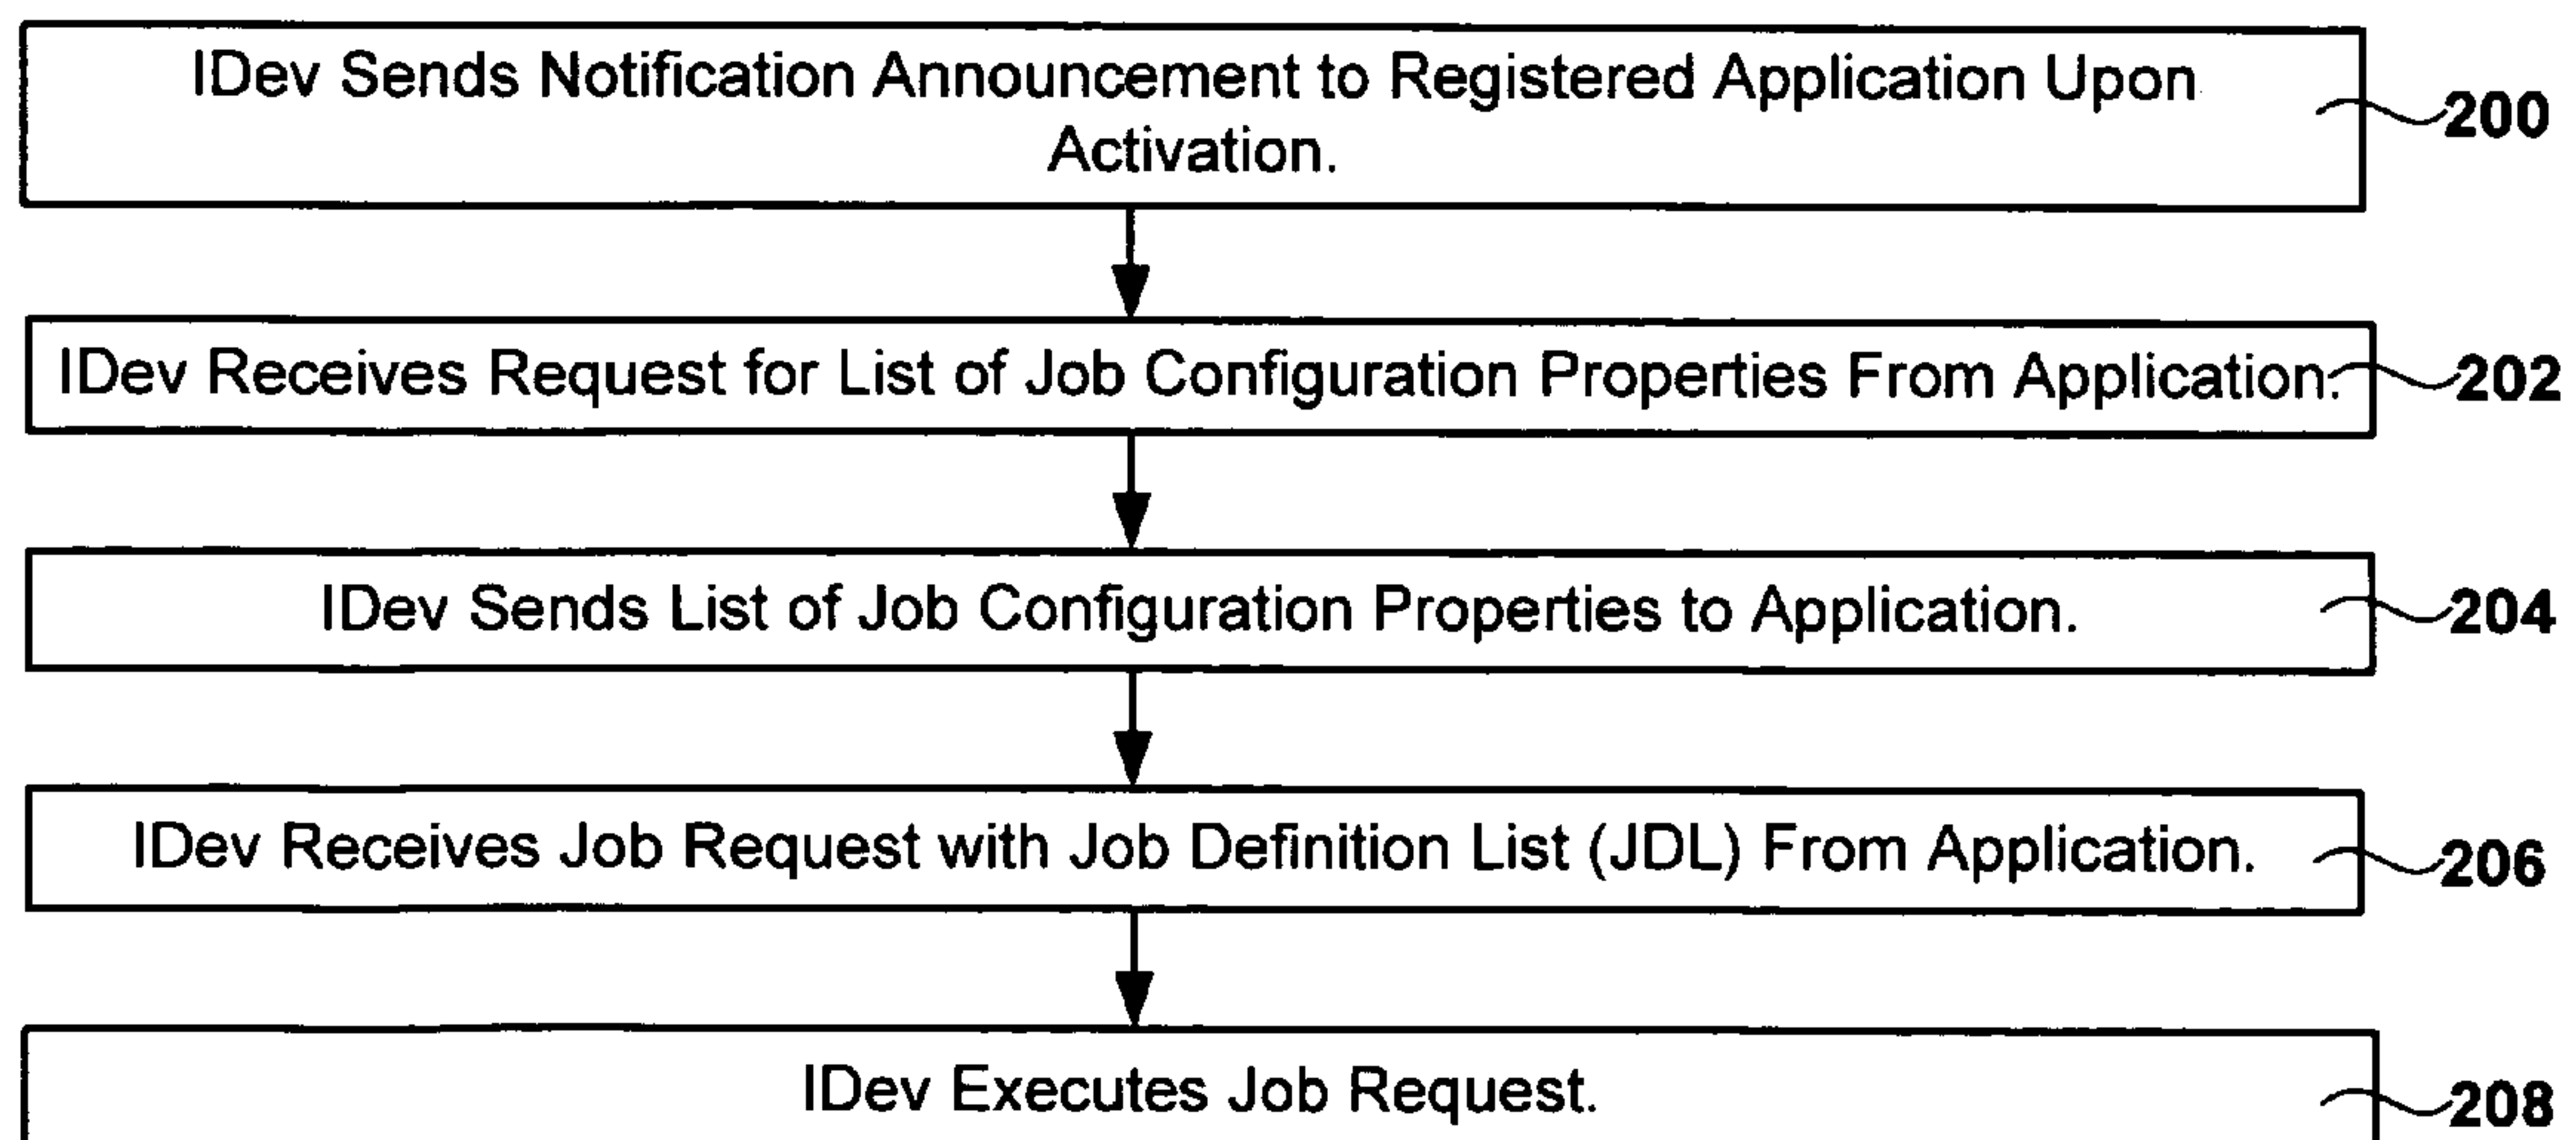 IDev Sends Notification Announcement to Registered Application Upon
Activation.
200
IDev Receives Request for List of Job Configuration Properties From Application.
202
IDev Sends List of Job Configuration Properties to Application.
204
IDev Receives Job Request with Job Definition List (JDL) From Application.
206
IDev Executes Job Request.
208